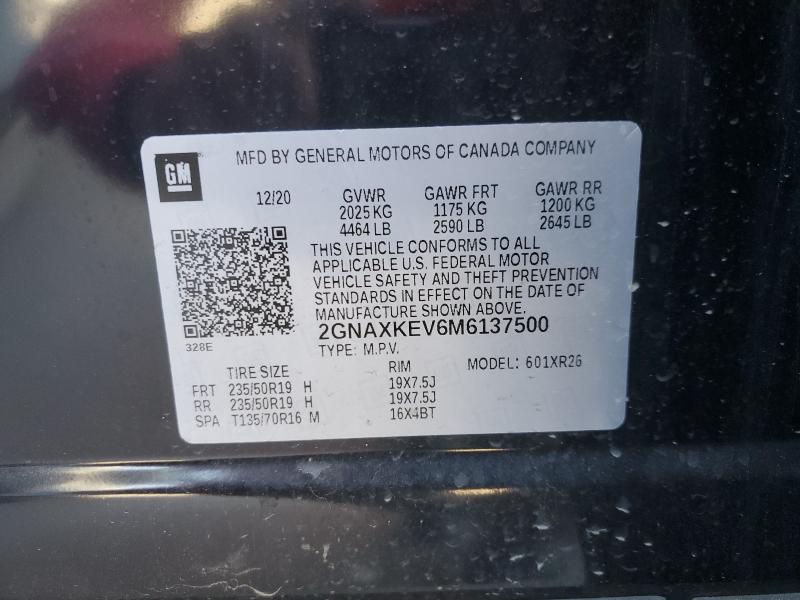 MFD BY GENERAL MOTORS OF CANADA COMPANY
GM
12/20
GVWR GAWR FRT GAWR RR
2025 KG 1175 KG 1200 KG
4464 LB 2590 LB 2645 LB
THIS VEHICLE CONFORMS TO ALL
APPLICABLE U.S. FEDERAL MOTOR
VEHICLE SAFETY AND THEFT PREVENTION
STANDARDS IN EFFECT ON THE DATE OF
MANUFACTURE SHOWN ABOVE.
2GNAXKEV6M6137500
328E
TYPE: M.P.V.
MODEL: 601XR26
TIRE SIZE RIM
FRT 235/50R19 H 19X7.5J
RR 235/50R19 H 19X7.5J
SPA T135/70R16 M 16X4BT